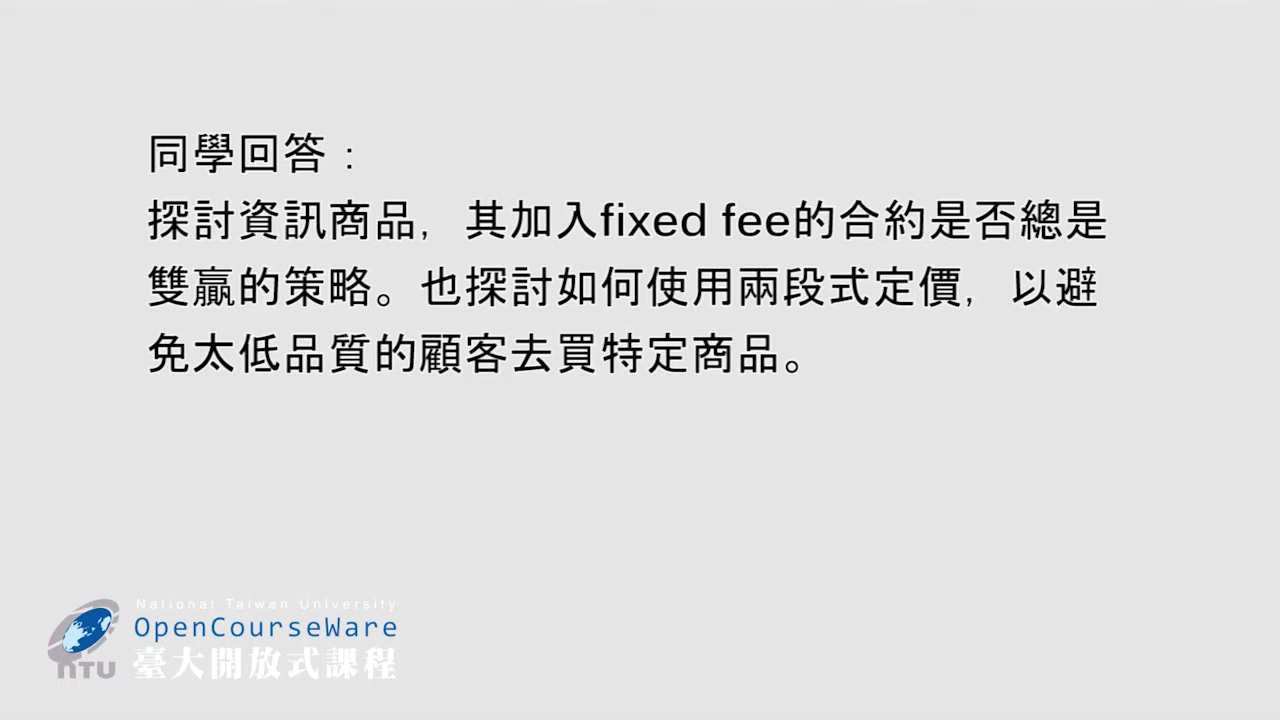 同學回答：
探討資訊商品，其加入fixed fee的合約是否總是
雙贏的策略。也探討如何使用兩段式定價，以避
免太低品質的顧客去買特定商品。
National Taiwan University
OpenCourseWare
NTU 臺大開放式課程